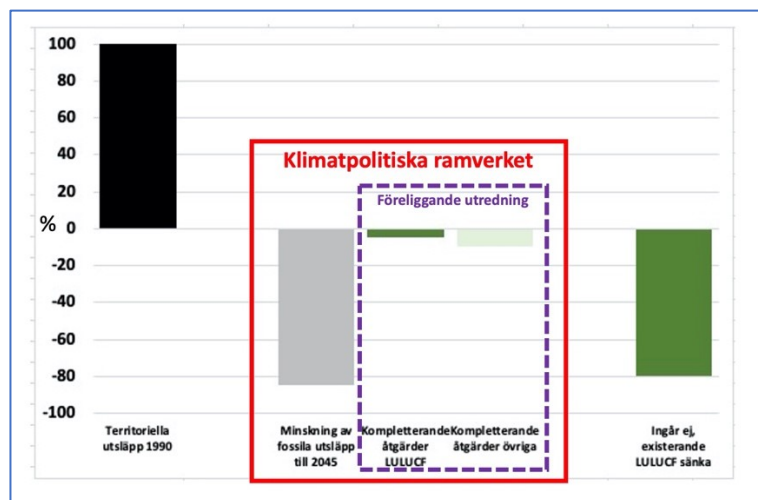 100
80
60
40
20
% 0
-20
-40
-60
-80
-100
Klimatpolitiska ramverket
Föreliggande utredning
Territoriella
utsläpp 1990
Minskning av
fossila utsläpp
till 2045
Kompletterande
åtgärder
LULUCF
Kompletterande
åtgärder övriga
Ingår ej,
existerande
LULUCF sänka